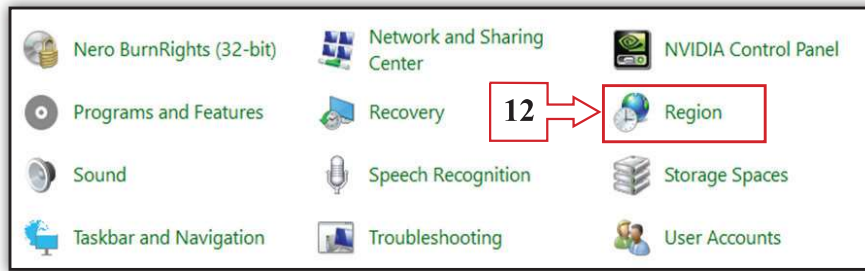 Nero BurnRights (32-bit)
Network and Sharing
Center
NVIDIA Control Panel
Programs and Features
Recovery
12
Region
Sound
Speech Recognition
Storage Spaces
Taskbar and Navigation
Troubleshooting
User Accounts